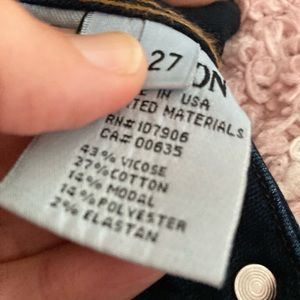 27
ON
IN USA
MATERIALS
RN# 107906
CA# 00635
43% VICOSE
27% COTTON
14% MODAL
14% POLYESTER
2% ELASTAN